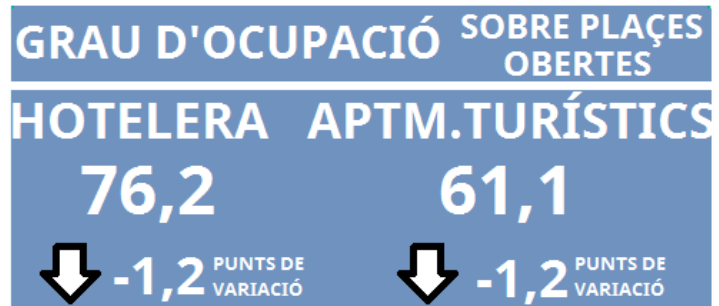 GRAU D'OCUPACIÓ SOBRE PLAÇES
OBERTES
HOTELERA APTM.TURÍSTICS
76,2 61,1
-1,2 PUNTS DE VARIACIÓ -1,2 PUNTS DE VARIACIÓ